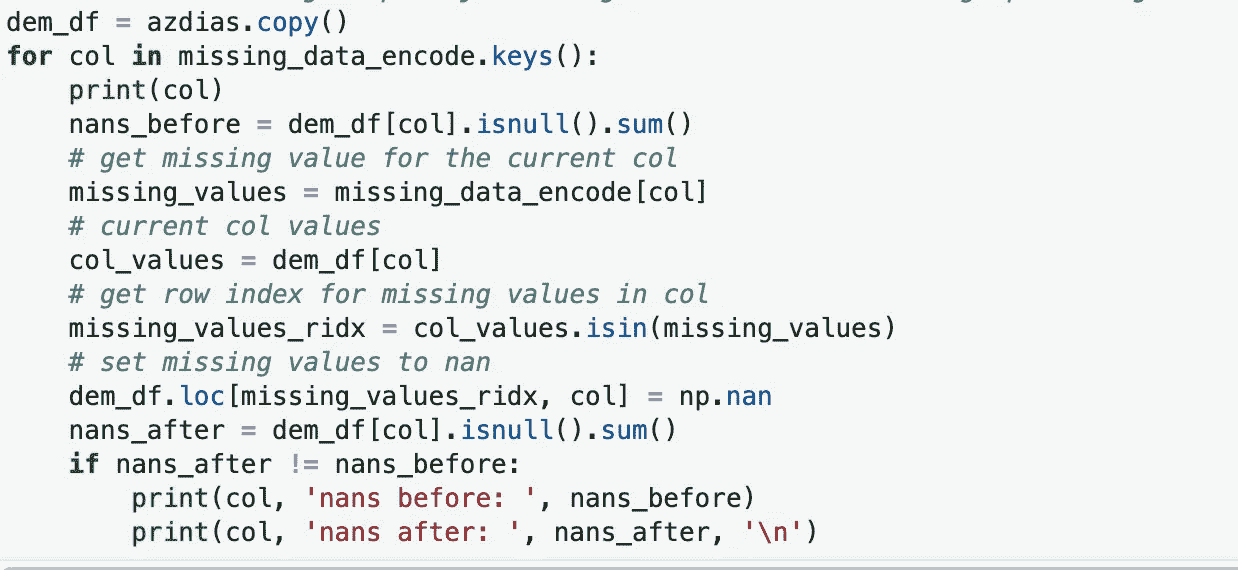 dem_df = azdias.copy()
for col in missing_data_encode.keys():
    print(col)
    nans_before = dem_df[col].isnull().sum()
    # get missing value for the current col
    missing_values = missing_data_encode[col]
    # current col values
    col_values = dem_df[col]
    # get row index for missing values in col
    missing_values_ridx = col_values.isin(missing_values)
    # set missing values to nan
    dem_df.loc[missing_values_ridx, col] = np.nan
    nans_after = dem_df[col].isnull().sum()
    if nans_after != nans_before:
        print(col, 'nans before: ', nans_before)
        print(col, 'nans after: ', nans_after, '\n')